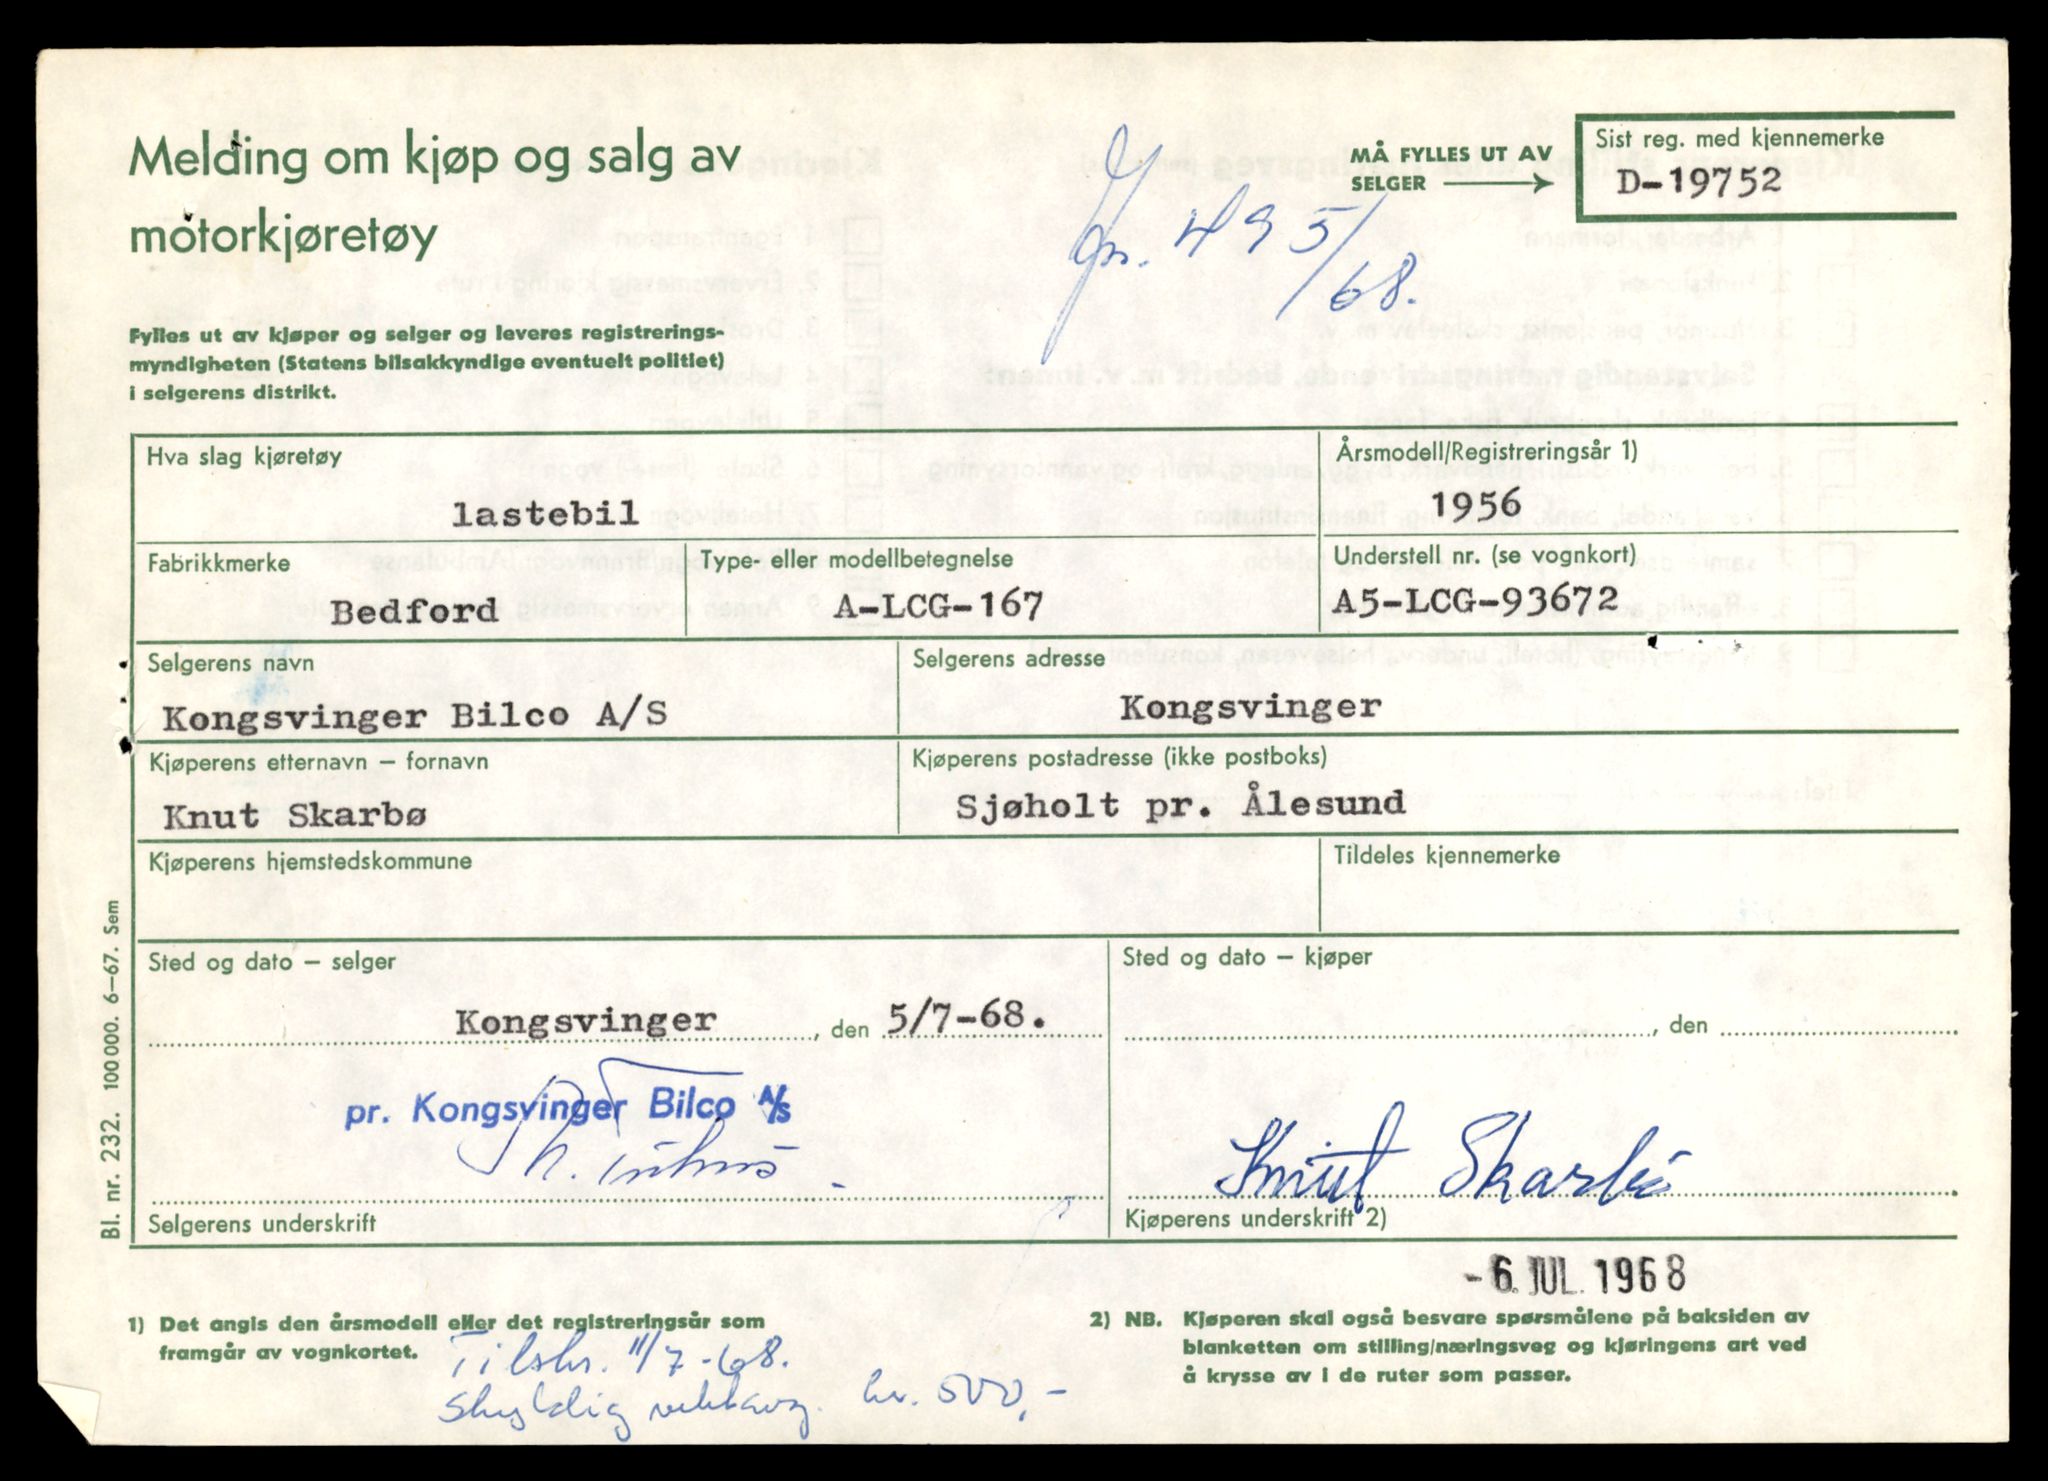 Melding om kjøp og salg av
motorkjøretøy
Fylles ut av kjøper og selger og leveres registrerings-
myndigheten (Statens bilsakkyndige eventuelt politiet)
i selgerens distrikt.
Jnr. 495/68.
MÅ FYLLES UT AV
SELGER
Sist reg. med kjennemerke
D-19752
Hva slag kjøretøy
lastebil
Årsmodell/Registreringsår 1)
1956
Fabrikkmerke
Bedford
Type- eller modellbetegnelse
A-LCG-167
Understell nr. (se vognkort)
A5-LCG-93672
Selgerens navn
Kongsvinger Bilco A/S
Selgerens adresse
Kongsvinger
Kjøperens etternavn – fornavn
Knut Skarbø
Kjøperens postadresse (ikke postboks)
Sjøholt pr. Ålesund
Kjøperens hjemstedskommune
Tildeles kjennemerke
Sted og dato – selger
Kongsvinger, den 5/7-68.
pr. Kongsvinger Bilco A/S
Selgerens underskrift
Sted og dato – kjøper
, den
Knut Skarbø
Kjøperens underskrift 2)
-6. JUL. 1968
1) Det angis den årsmodell eller det registreringsår som
framgår av vognkortet.
Tilskr. 11/7-68.
Skyldig vektavg. kr. 500,-
2) NB. Kjøperen skal også besvare spørsmålene på baksiden av
blanketten om stilling/næringsveg og kjøringens art ved
å krysse av i de ruter som passer.
Bl. nr. 232. 100 000. 6–67. Sem